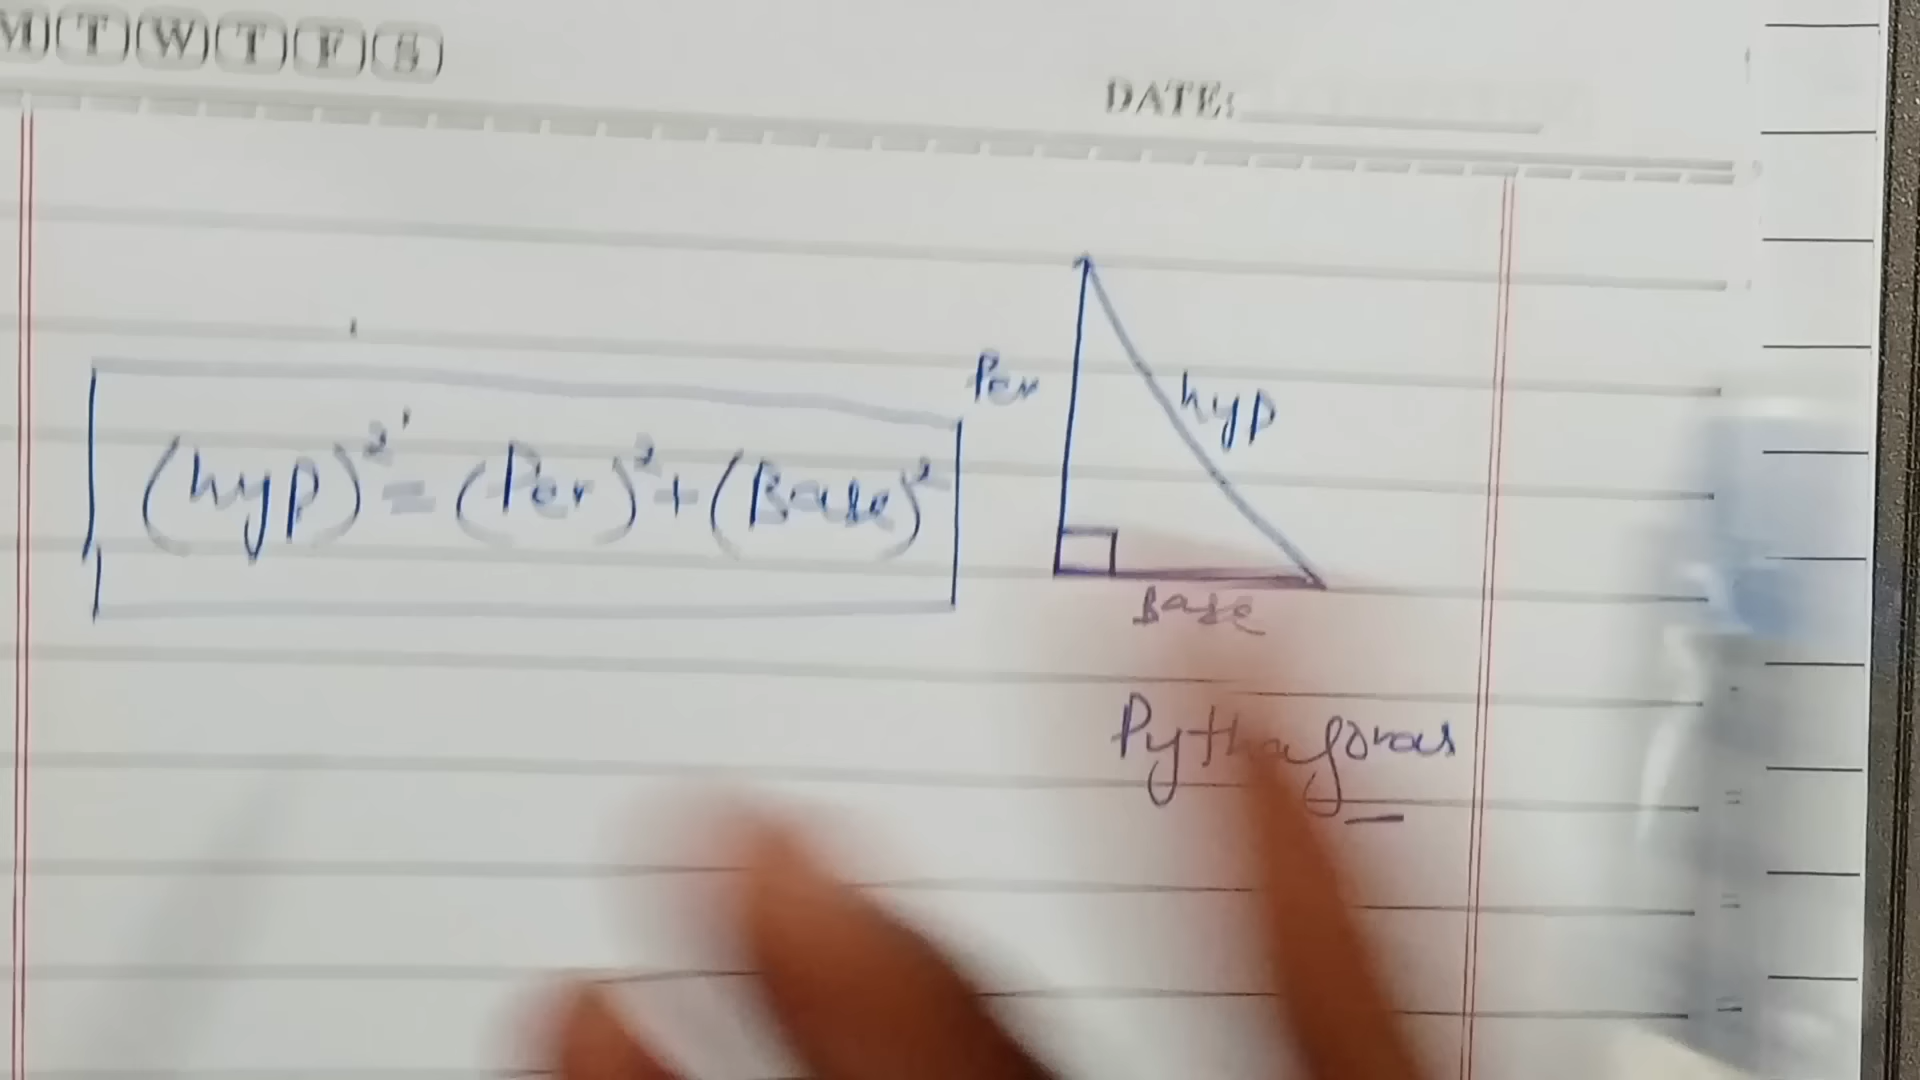 M T W T F S
DATE:
Per
hyp
(hyp)² = (Per)² + (Base)²
Base
Pythagoras